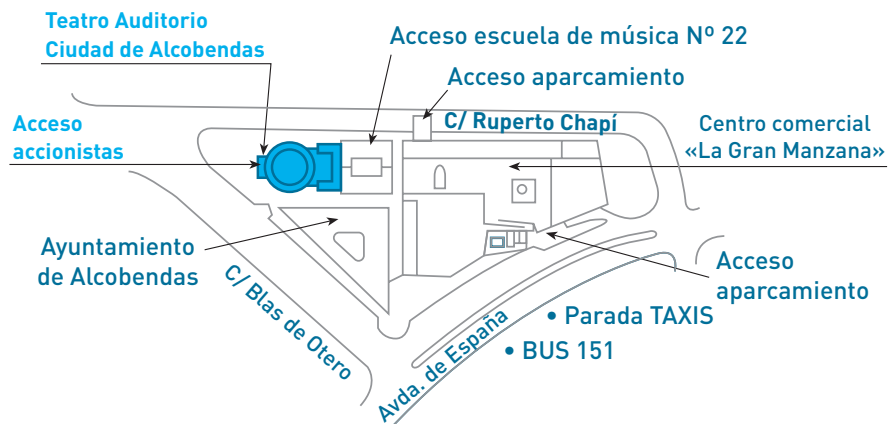 Teatro Auditorio
Ciudad de Alcobendas
Acceso escuela de música Nº 22
Acceso aparcamiento
C/ Ruperto Chapí
Acceso
accionistas
Centro comercial
«La Gran Manzana»
Ayuntamiento
de Alcobendas
C/ Blas de Otero
Acceso
aparcamiento
Avda. de España
• Parada TAXIS
• BUS 151